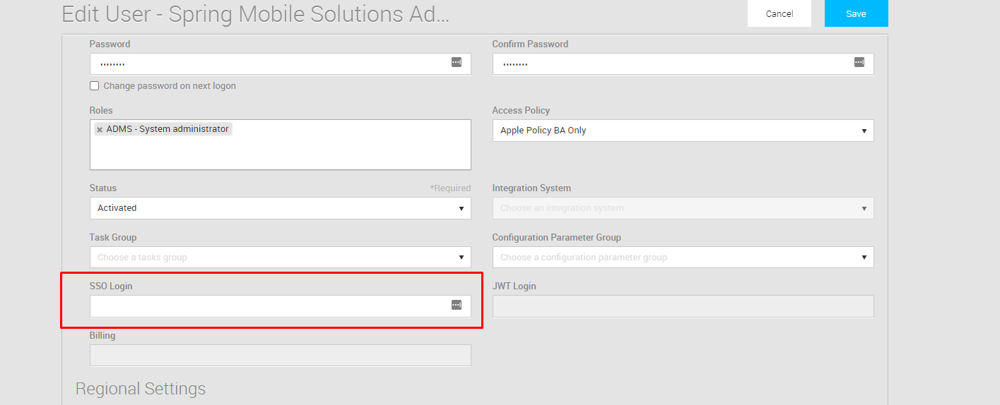 Edit User - Spring Mobile Solutions Ad...
Cancel
Save
Password
Confirm Password
........
........
Change password on next logon
Roles
Access Policy
× ADMS - System administrator
Apple Policy BA Only
Status
*Required
Integration System
Activated
Choose an integration system
Task Group
Configuration Parameter Group
Choose a tasks group
Choose a configuration parameter group
SSO Login
JWT Login
Billing
Regional Settings